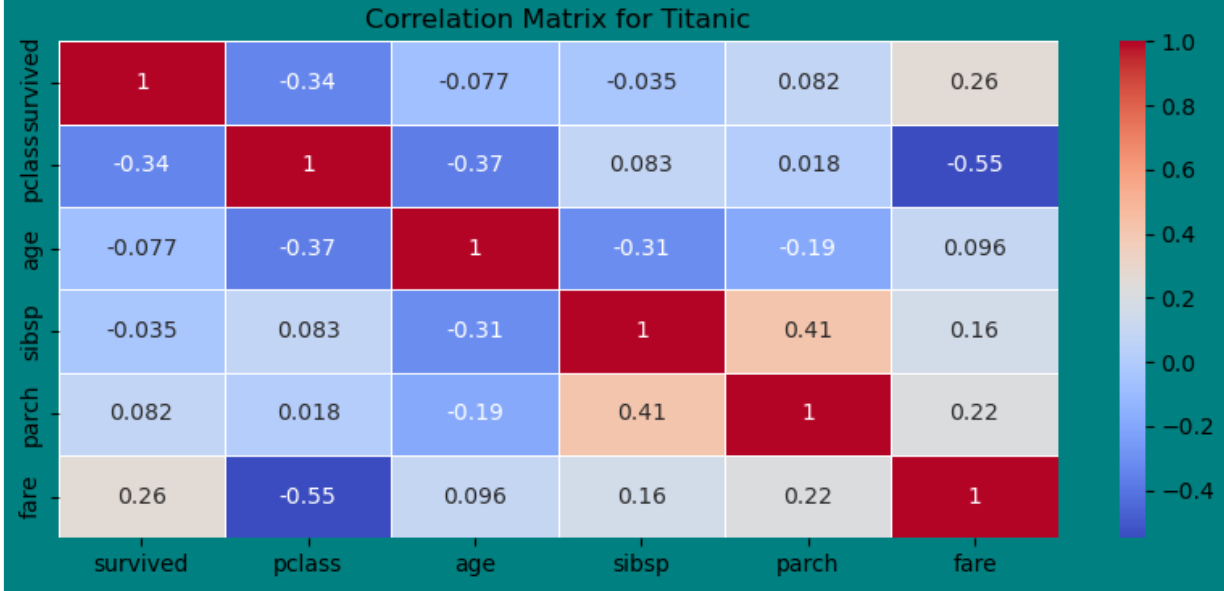 Correlation Matrix for Titanic
survived 1 -0.34 -0.077 -0.035 0.082 0.26
pclass -0.34 1 -0.37 0.083 0.018 -0.55
age -0.077 -0.37 1 -0.31 -0.19 0.096
sibsp -0.035 0.083 -0.31 1 0.41 0.16
parch 0.082 0.018 -0.19 0.41 1 0.22
fare 0.26 -0.55 0.096 0.16 0.22 1
survived pclass age sibsp parch fare
1.0
0.8
0.6
0.4
0.2
0.0
−0.2
−0.4